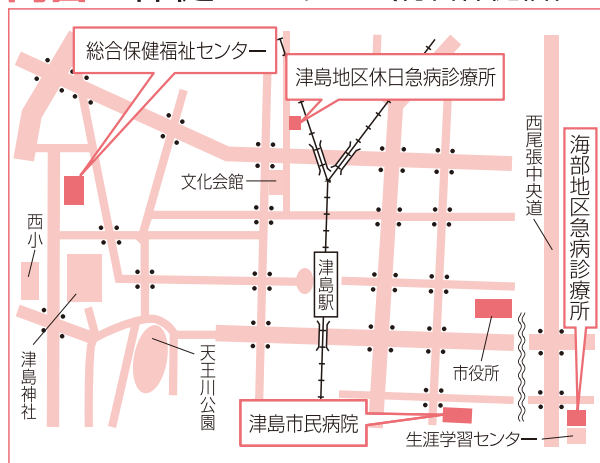 総合保健福祉センター
津島地区休日急病診療所
文化会館
西尾張中央道
海部地区急病診療所
西小
津島駅
津島神社
天王川公園
市役所
津島市民病院
生涯学習センター